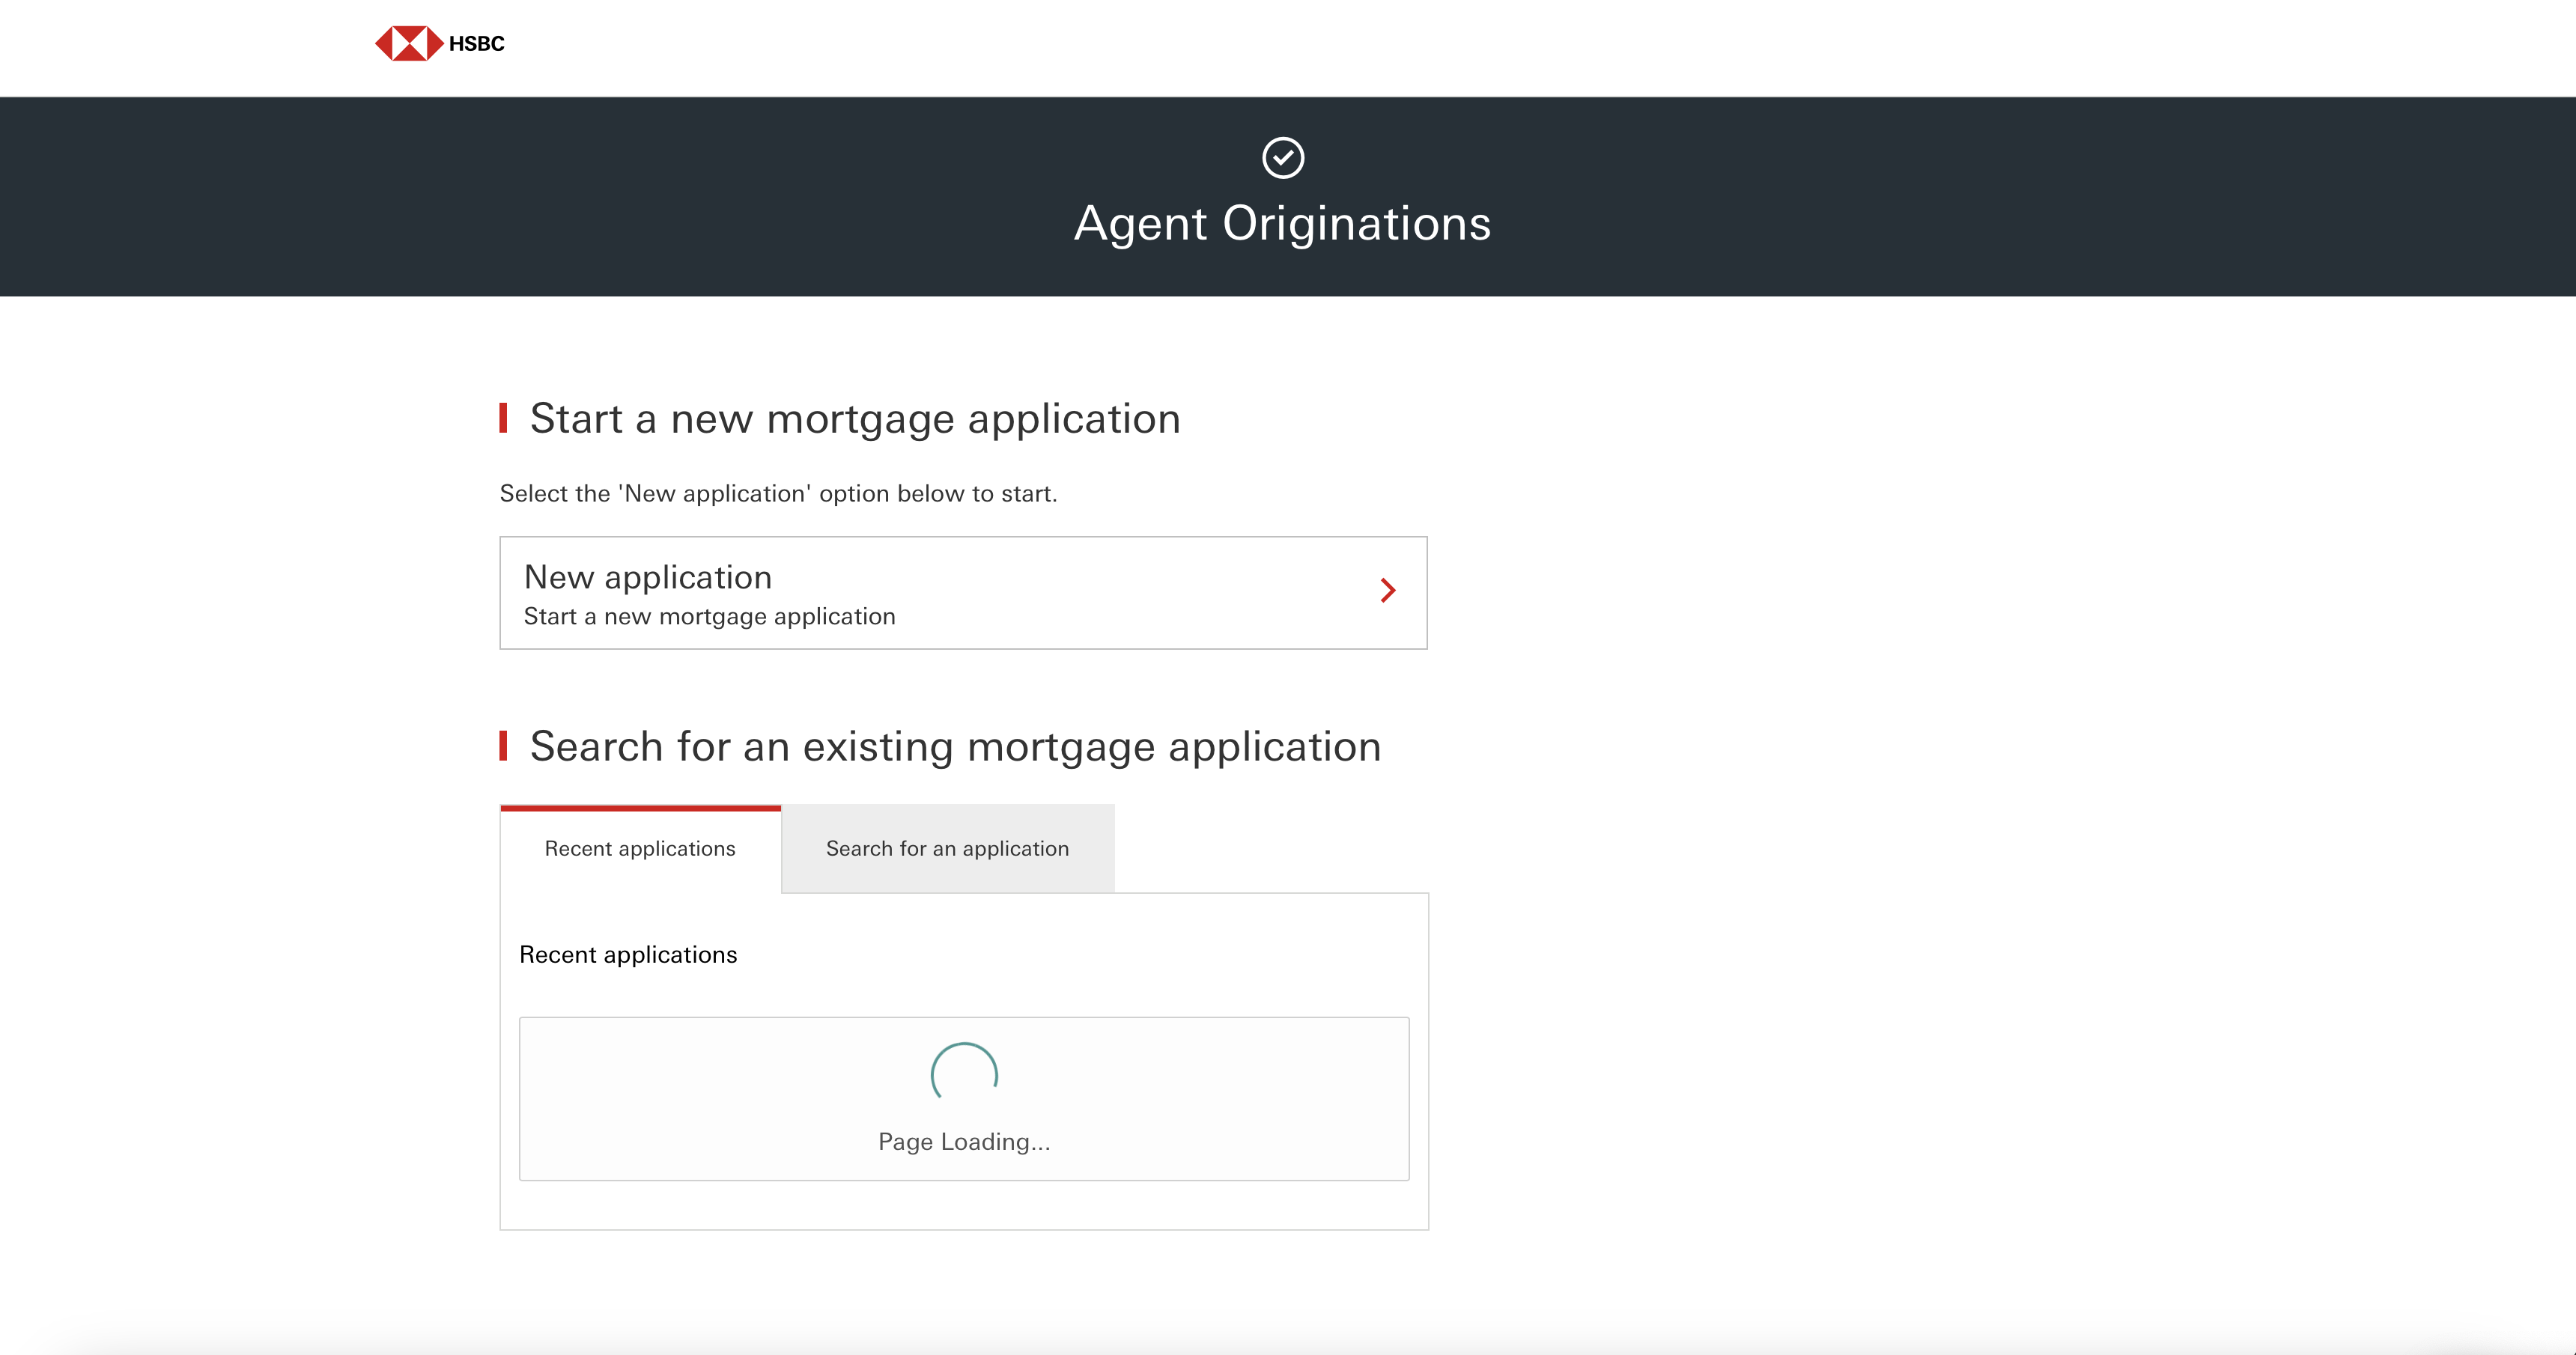 HSBC
Agent Originations
Start a new mortgage application
Select the 'New application' option below to start.
New application
Start a new mortgage application
Search for an existing mortgage application
Recent applications
Search for an application
Recent applications
Page Loading...